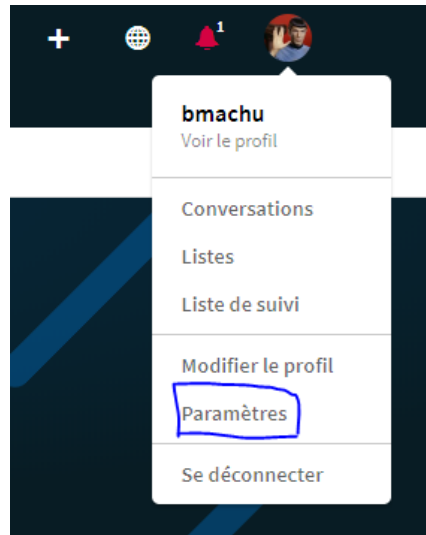 1
bmachu
Voir le profil
Conversations
Listes
Liste de suivi
Modifier le profil
Paramètres
Se déconnecter